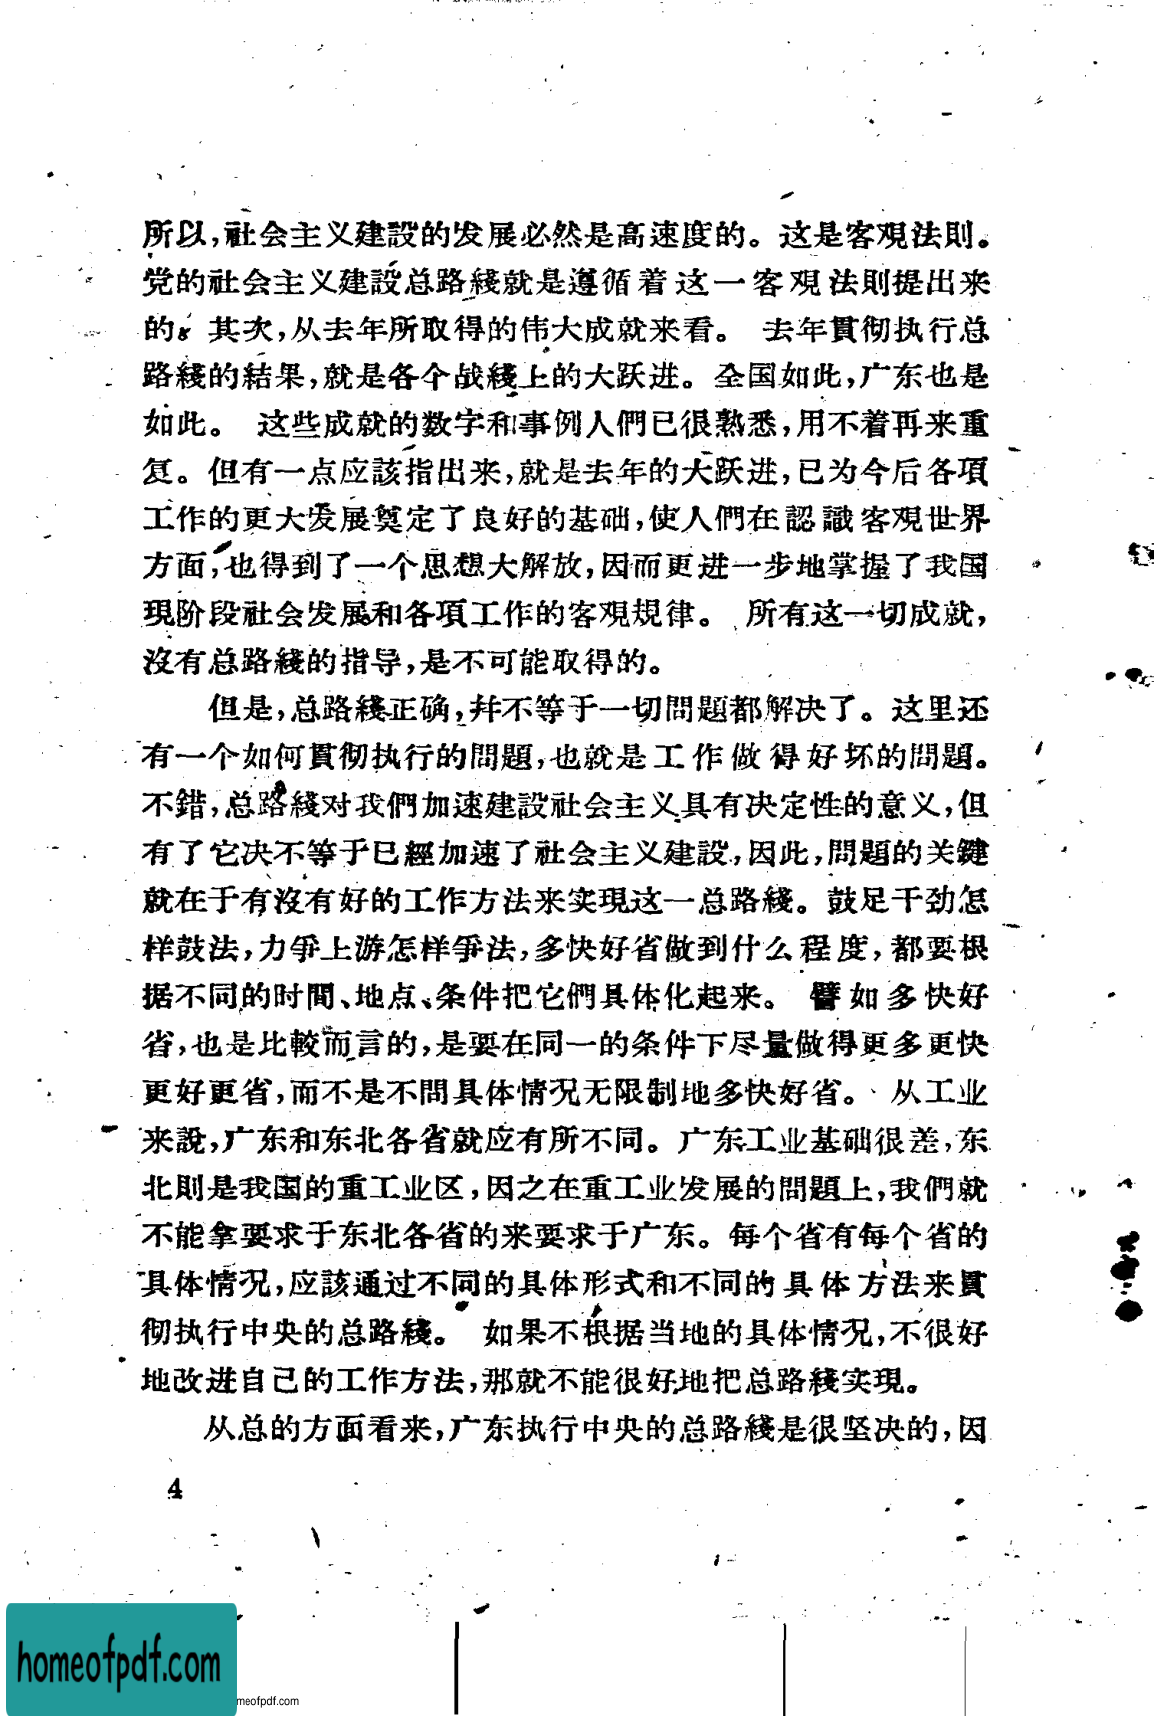 所以,社会主义建設的发展必然是高速度的。这是客观法則。
党的社会主义建設总路綫就是遵循着这一客观法則提出来
的。其次,从去年所取得的伟大成就来看。去年貫彻执行总
路綫的結果,就是各个战綫上的大跃进。全国如此,广东也是
如此。这些成就的数字和事例人們已很熟悉,用不着再来重
复。但有一点应該指出来,就是去年的大跃进,已为今后各項
工作的更大发展奠定了良好的基础,使人們在認識客观世界
方面,也得到了一个思想大解放,因而更进一步地掌握了我国
現阶段社会发展和各項工作的客观規律。所有这一切成就,
沒有总路綫的指导,是不可能取得的。
但是,总路綫正确,幷不等于一切問題都解决了。这里还
有一个如何貫彻执行的問題,也就是工作做得好坏的問題。
不錯,总路綫对我們加速建設社会主义具有决定性的意义,但
有了它决不等于已經加速了社会主义建設,因此,問題的关鍵
就在于有沒有好的工作方法来实現这一总路綫。鼓足干劲怎
样鼓法,力爭上游怎样爭法,多快好省做到什么程度,都要根
据不同的时間、地点、条件把它們具体化起来。譬如多快好
省,也是比較而言的,是要在同一的条件下尽量做得更多更快
更好更省,而不是不問具体情况无限制地多快好省。从工业
来說,广东和东北各省就应有所不同。广东工业基础很差,东
北則是我国的重工业区,因之在重工业发展的問題上,我們就
不能拿要求于东北各省的来要求于广东。每个省有每个省的
具体情况,应該通过不同的具体形式和不同的具体方法来貫
彻执行中央的总路綫。如果不根据当地的具体情况,不很好
地改进自己的工作方法,那就不能很好地把总路綫实現。
从总的方面看来,广东执行中央的总路綫是很坚决的,因
4
homeofpdf.com
meofpdf.com